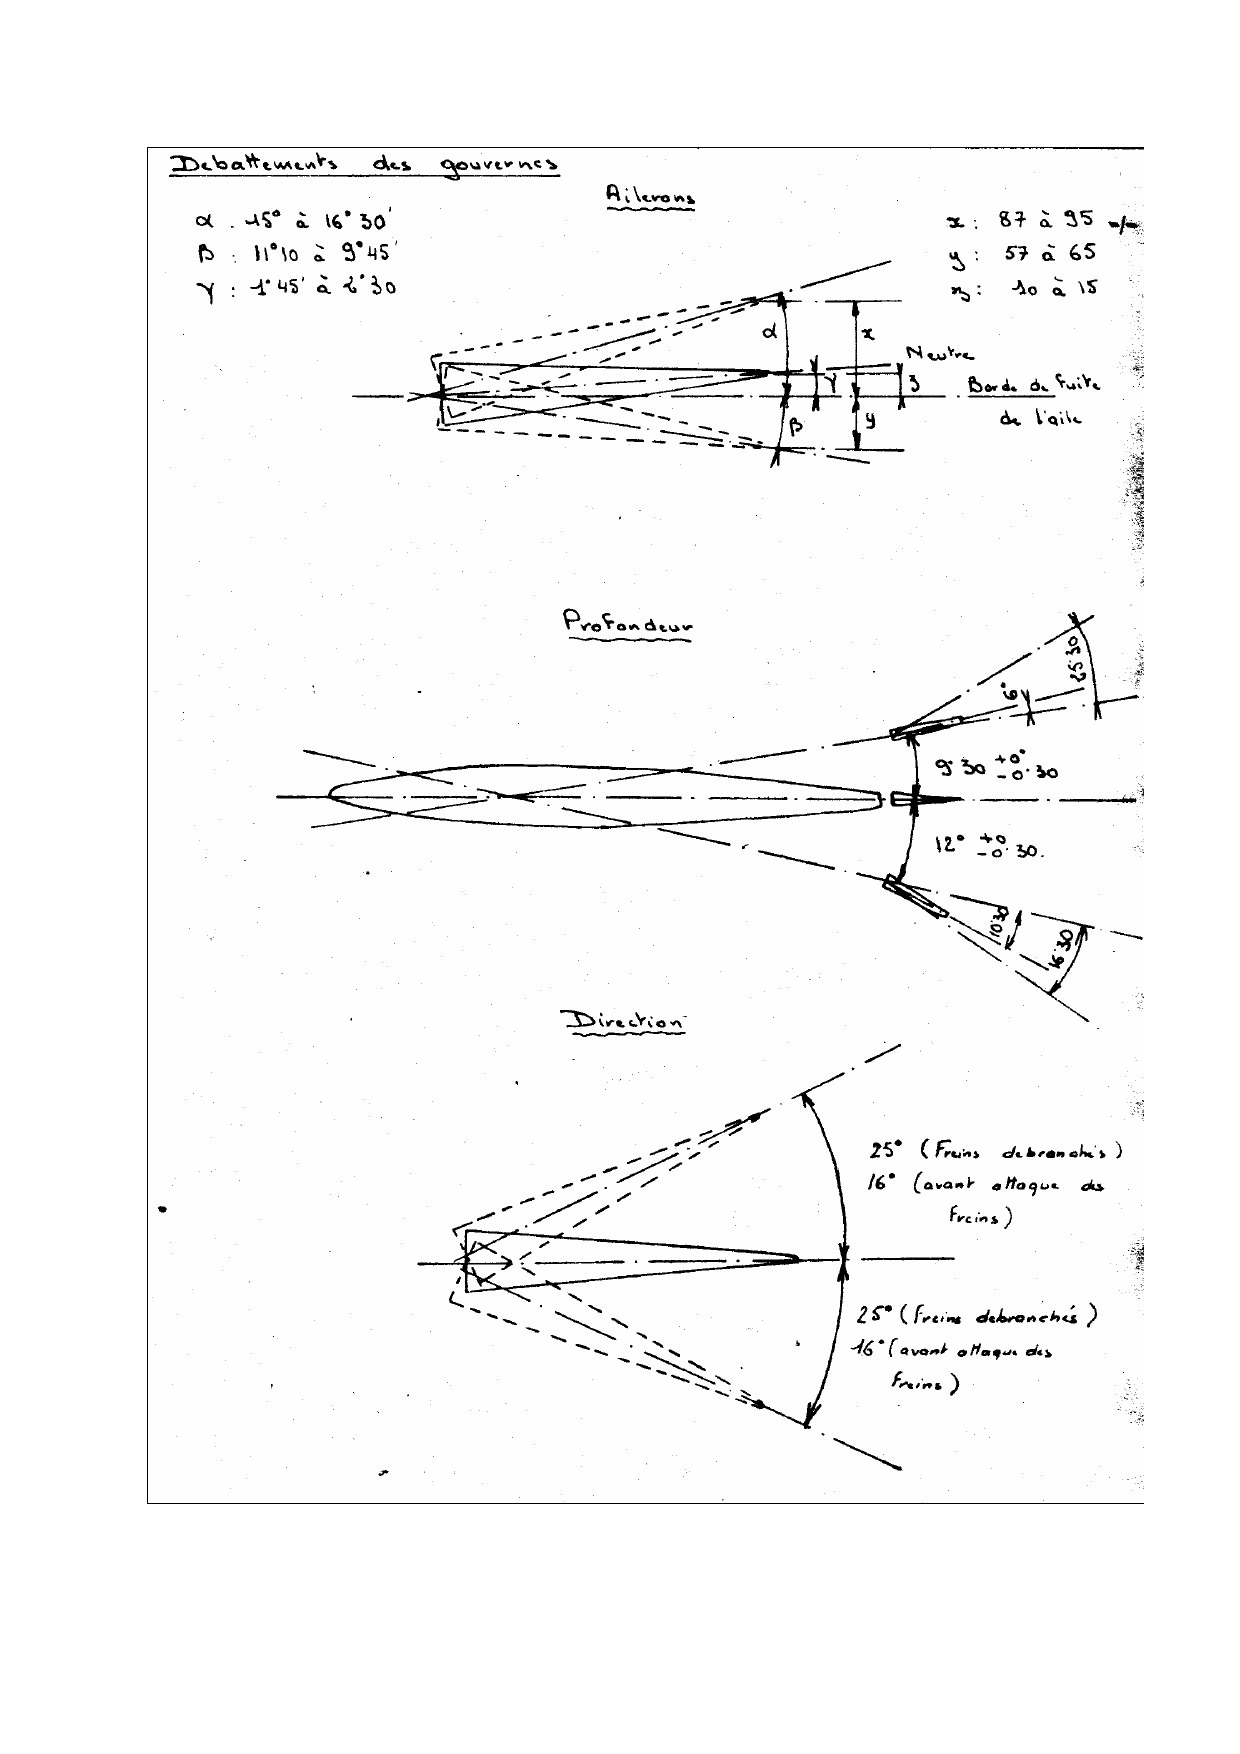 Debattements des gouvernes
Ailerons
α . 15° à 16°30'
β : 11°10 à 9°45'
γ : 1°45' à 2°30
x : 87 à 95
y : 57 à 65
z : 10 à 15
α
x
Neutre
γ
z
Borde de fuite
de l'aile
β
y
Profondeur
25°30
6°
9°30 +0° -0°30
12° +0 -0°30.
10°30
16°30
Direction
25° (Freins debranchés)
16° (avant attaque des
freins)
25° (Freins debranchés)
16° (avant attaque des
freins)